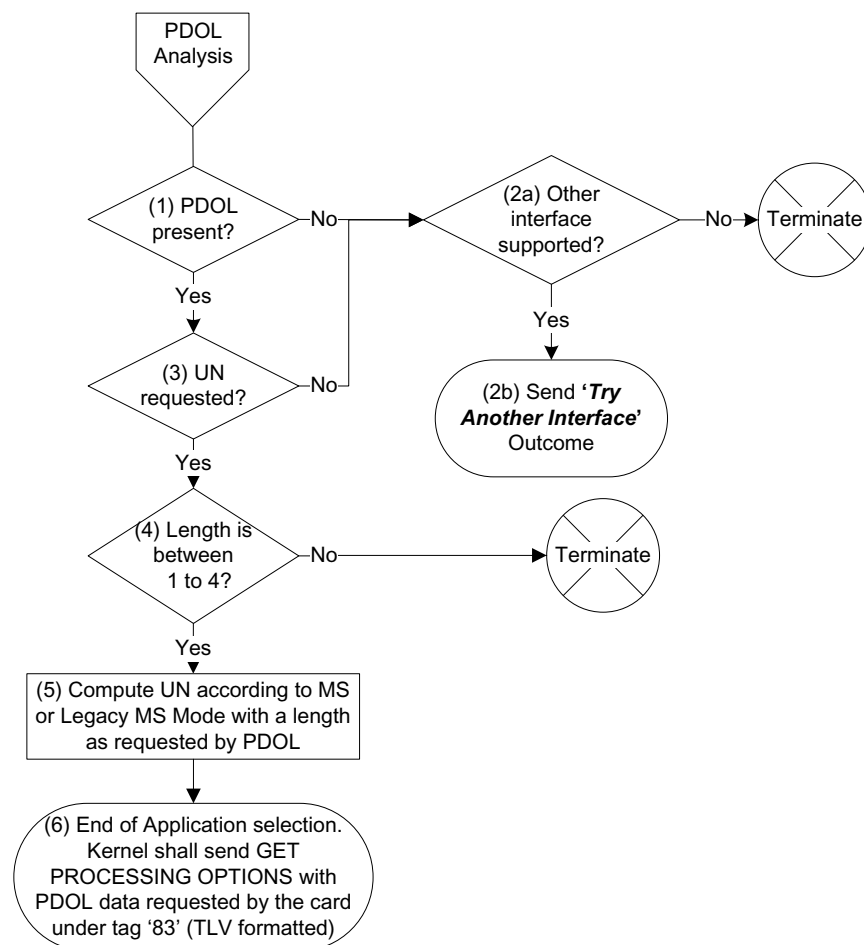 PDOL
Analysis
(1) PDOL
present?
No
(2a) Other
interface
supported?
No
Terminate
Yes
Yes
(3) UN
requested?
No
(2b) Send ‘Try
Another Interface’
Outcome
Yes
(4) Length is
between
1 to 4?
No
Terminate
Yes
(5) Compute UN according to MS
or Legacy MS Mode with a length
as requested by PDOL
(6) End of Application selection.
Kernel shall send GET
PROCESSING OPTIONS with
PDOL data requested by the card
under tag ‘83’ (TLV formatted)